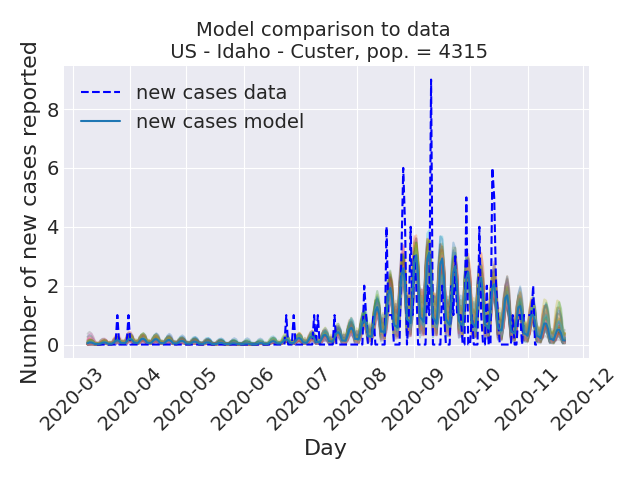 Model comparison to data
US - Idaho - Custer, pop. = 4315
Number of new cases reported
8
6
4
2
0
new cases data
new cases model
2020-03
2020-04
2020-05
2020-06
2020-07
2020-08
2020-09
2020-10
2020-11
2020-12
Day